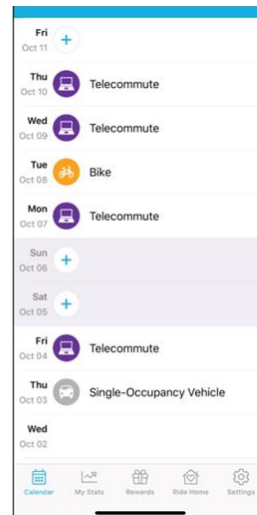 Fri
Oct 11
Thu
Oct 10
Telecommute
Wed
Oct 09
Telecommute
Tue
Oct 08
Bike
Mon
Oct 07
Telecommute
Sun
Oct 06
Sat
Oct 05
Fri
Oct 04
Telecommute
Thu
Oct 03
Single-Occupancy Vehicle
Wed
Oct 02
Calendar My Stats Rewards Ride Home Settings